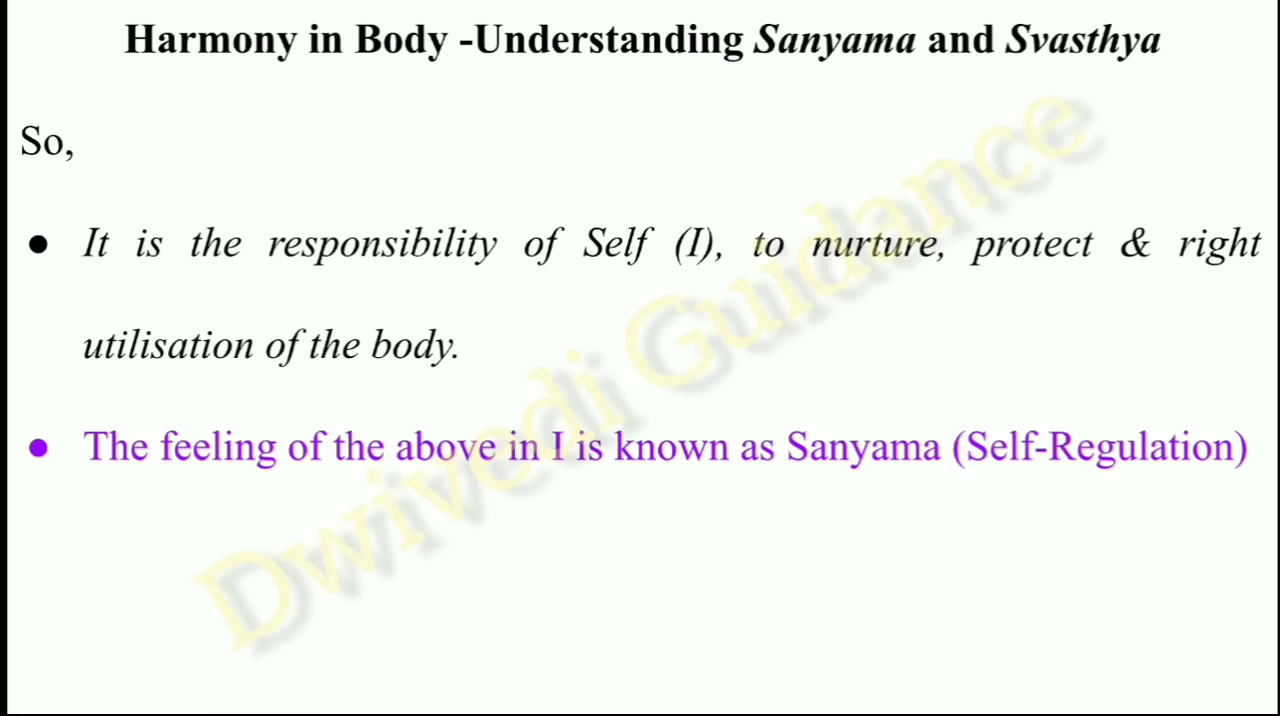 Harmony in Body -Understanding Sanyama and Svasthya
So,
● It is the responsibility of Self (I), to nurture, protect & right
utilisation of the body.
● The feeling of the above in I is known as Sanyama (Self-Regulation)
Dwivedi Guidance